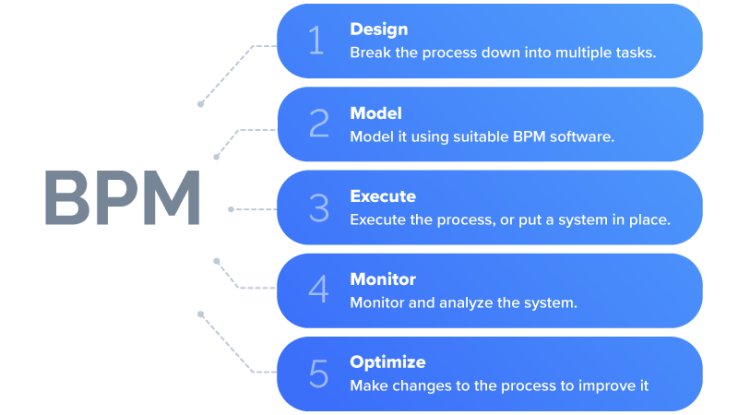 BPM
1
Design
Break the process down into multiple tasks.
2
Model
Model it using suitable BPM software.
3
Execute
Execute the process, or put a system in place.
4
Monitor
Monitor and analyze the system.
5
Optimize
Make changes to the process to improve it